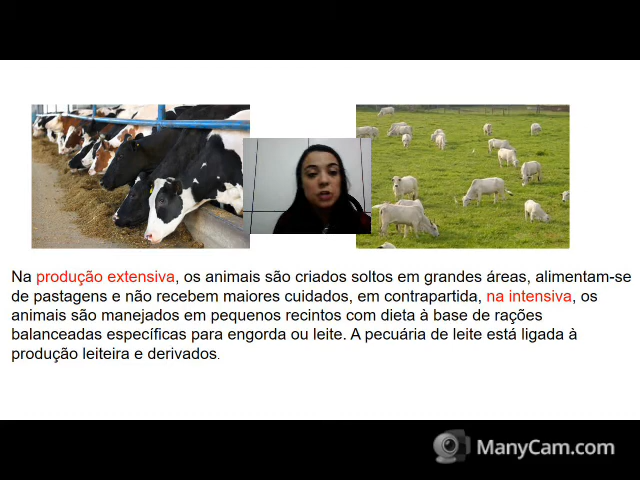 Na produção extensiva, os animais são criados soltos em grandes áreas, alimentam-se
de pastagens e não recebem maiores cuidados, em contrapartida, na intensiva, os
animais são manejados em pequenos recintos com dieta à base de rações
balanceadas específicas para engorda ou leite. A pecuária de leite está ligada à
produção leiteira e derivados.
ManyCam.com